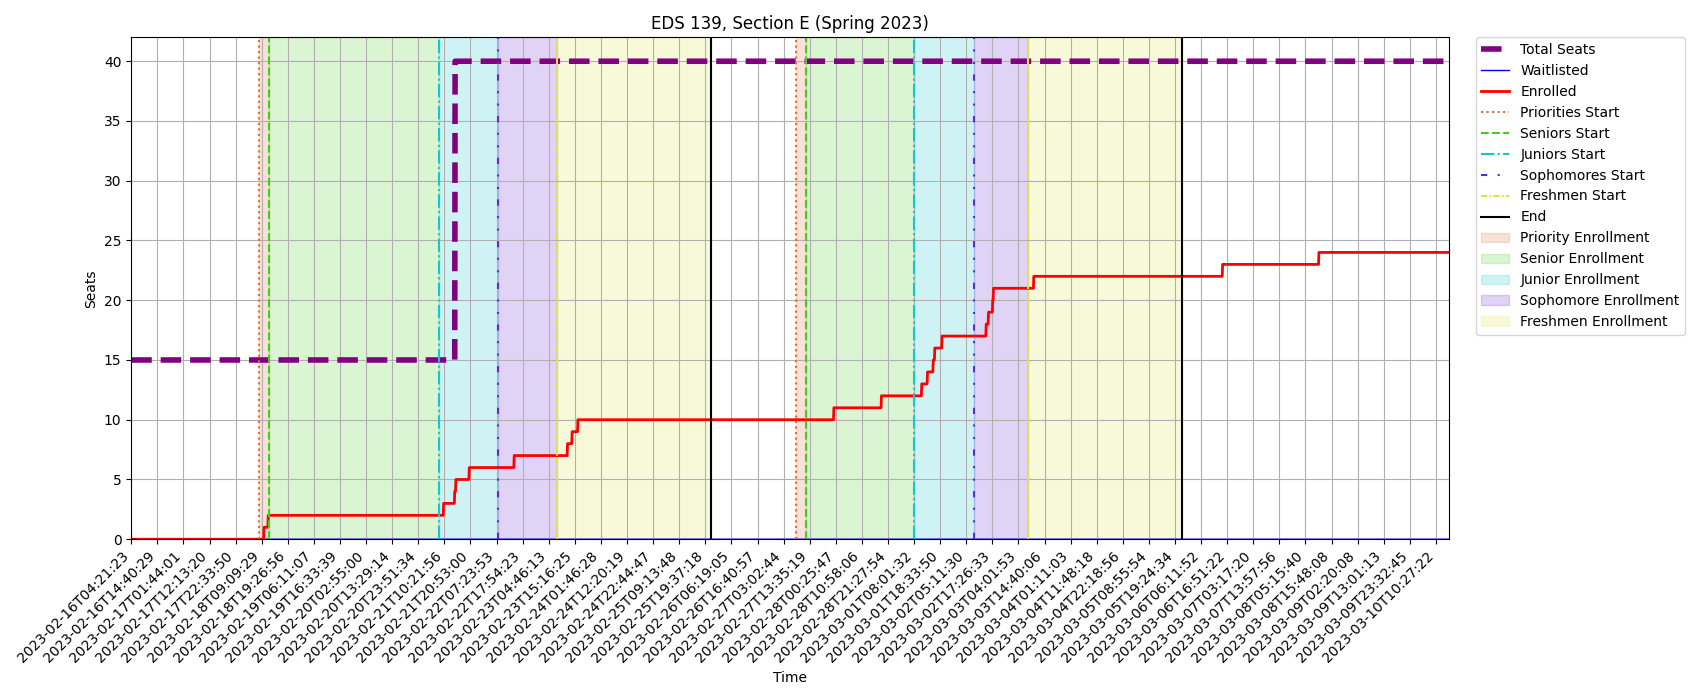 EDS 139, Section E (Spring 2023)
Seats
40
35
30
25
20
15
10
5
0
2023-02-16T04:21:23
2023-02-16T14:40:29
2023-02-17T01:44:01
2023-02-17T12:13:20
2023-02-17T22:33:50
2023-02-18T09:09:29
2023-02-18T19:26:56
2023-02-19T06:11:07
2023-02-19T16:33:39
2023-02-20T02:55:00
2023-02-20T13:29:14
2023-02-20T23:51:34
2023-02-21T10:21:56
2023-02-21T20:53:00
2023-02-22T07:23:53
2023-02-22T17:54:23
2023-02-23T04:46:13
2023-02-23T15:16:25
2023-02-24T01:46:28
2023-02-24T12:20:19
2023-02-24T22:44:47
2023-02-25T09:13:48
2023-02-25T19:37:18
2023-02-26T06:19:05
2023-02-26T16:40:57
2023-02-27T03:02:44
2023-02-27T13:35:19
2023-02-28T00:25:47
2023-02-28T10:58:06
2023-02-28T21:27:54
2023-03-01T08:01:32
2023-03-01T18:33:50
2023-03-02T05:11:30
2023-03-02T17:26:33
2023-03-03T04:01:53
2023-03-03T14:40:06
2023-03-04T01:11:03
2023-03-04T11:48:18
2023-03-04T22:18:56
2023-03-05T08:55:54
2023-03-05T19:24:34
2023-03-06T06:11:52
2023-03-06T16:51:22
2023-03-07T03:17:20
2023-03-07T13:57:56
2023-03-08T05:15:40
2023-03-08T15:48:08
2023-03-09T02:20:08
2023-03-09T13:01:13
2023-03-09T23:32:45
2023-03-10T10:27:22
Time
Total Seats
Waitlisted
Enrolled
Priorities Start
Seniors Start
Juniors Start
Sophomores Start
Freshmen Start
End
Priority Enrollment
Senior Enrollment
Junior Enrollment
Sophomore Enrollment
Freshmen Enrollment